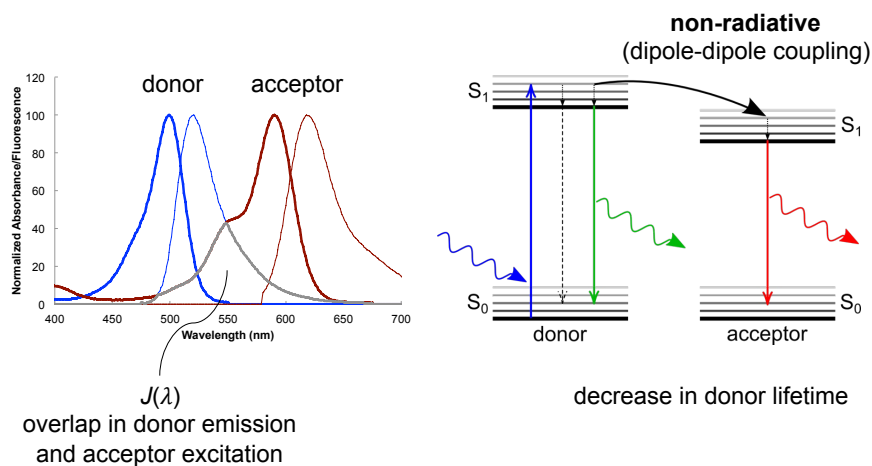 non-radiative
(dipole-dipole coupling)
donor
acceptor
Normalized Absorbance/Fluorescence
120
100
80
60
40
20
0
400
450
500
550
600
650
700
Wavelength (nm)
J(λ)
overlap in donor emission
and acceptor excitation
S1
S1
S0
S0
donor
acceptor
decrease in donor lifetime